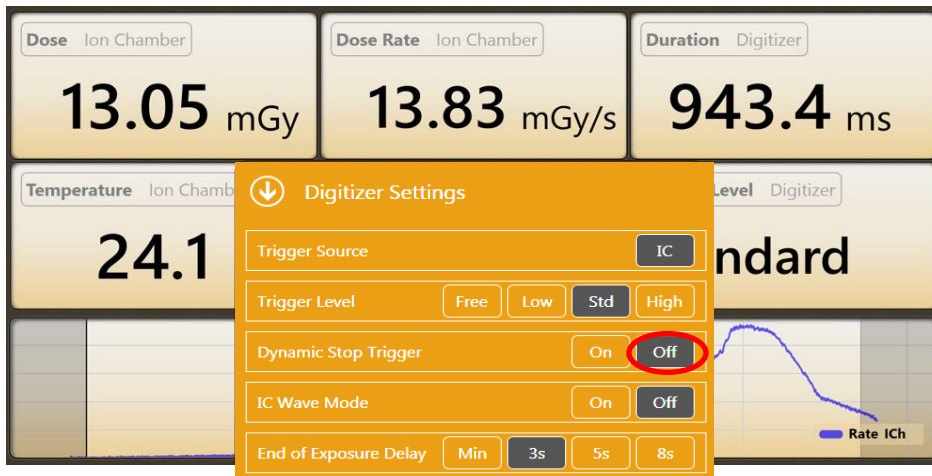 Dose Ion Chamber
Dose Rate Ion Chamber
Duration Digitizer
13.05 mGy
13.83 mGy/s
943.4 ms
Temperature Ion Chamb
Level Digitizer
24.1
ndard
Digitizer Settings
Trigger Source IC
Trigger Level Free Low Std High
Dynamic Stop Trigger On Off
IC Wave Mode On Off
Rate ICh
End of Exposure Delay Min 3s 5s 8s